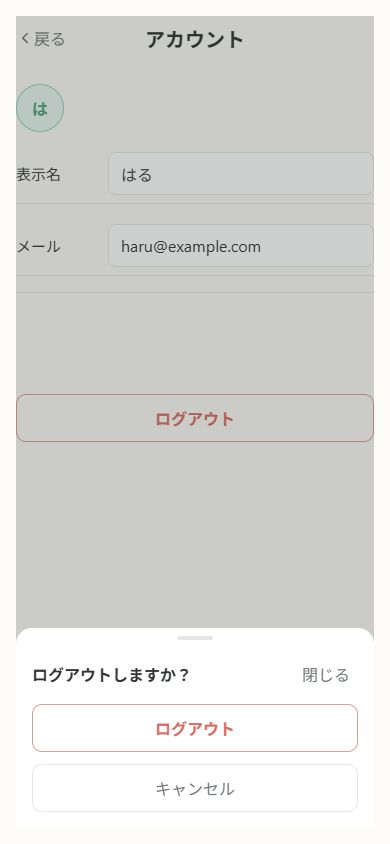 戻る
アカウント
は
表示名
はる
メール
haru@example.com
ログアウト
ログアウトしますか？
閉じる
ログアウト
キャンセル